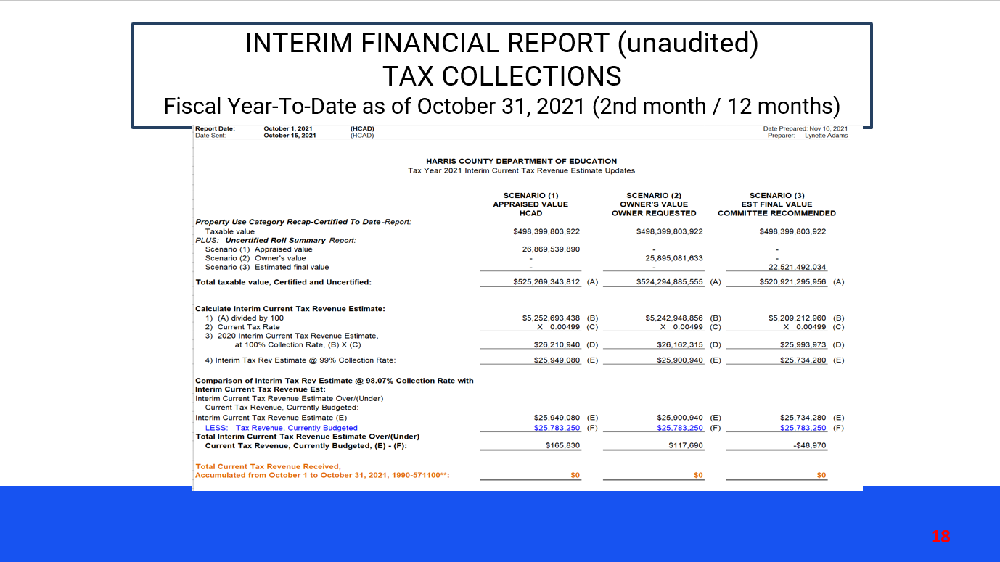 INTERIM FINANCIAL REPORT (unaudited)
TAX COLLECTIONS
Fiscal Year-To-Date as of October 31, 2021 (2nd month / 12 months)
Report Date: October 1, 2021 (HCAD) Date Prepared: Nov 16, 2021
Date Sent: October 15, 2021 (HCAD) Preparer: Lynette Adams
HARRIS COUNTY DEPARTMENT OF EDUCATION
Tax Year 2021 Interim Current Tax Revenue Estimate Updates
SCENARIO (1) SCENARIO (2) SCENARIO (3)
APPRAISED VALUE OWNER'S VALUE EST FINAL VALUE
HCAD OWNER REQUESTED COMMITTEE RECOMMENDED
Property Use Category Recap-Certified To Date-Report:
Taxable value $498,399,803,922 $498,399,803,922 $498,399,803,922
PLUS: Uncertified Roll Summary Report:
Scenario (1) Appraised value 26,869,539,890 - -
Scenario (2) Owner's value - 25,895,081,633 -
Scenario (3) Estimated final value - - 22,521,492,034
Total taxable value, Certified and Uncertified: $525,269,343,812 (A) $524,294,885,555 (A) $520,921,295,956 (A)
Calculate Interim Current Tax Revenue Estimate:
1) (A) divided by 100 $5,252,693,438 (B) $5,242,948,856 (B) $5,209,212,960 (B)
2) Current Tax Rate X 0.00499 (C) X 0.00499 (C) X 0.00499 (C)
3) 2020 Interim Current Tax Revenue Estimate,
at 100% Collection Rate, (B) X (C) $26,210,940 (D) $26,162,315 (D) $25,993,973 (D)
4) Interim Tax Rev Estimate @ 99% Collection Rate: $25,949,080 (E) $25,900,940 (E) $25,734,280 (E)
Comparison of Interim Tax Rev Estimate @ 98.07% Collection Rate with
Interim Current Tax Revenue Est:
Interim Current Tax Revenue Estimate Over/(Under)
Current Tax Revenue, Currently Budgeted:
Interim Current Tax Revenue Estimate (E) $25,949,080 (E) $25,900,940 (E) $25,734,280 (E)
LESS: Tax Revenue, Currently Budgeted $25,783,250 (F) $25,783,250 (F) $25,783,250 (F)
Total Interim Current Tax Revenue Estimate Over/(Under)
Current Tax Revenue, Currently Budgeted, (E) - (F): $165,830 $117,690 -$48,970
Total Current Tax Revenue Received,
Accumulated from October 1 to October 31, 2021, 1990-571100**: $0 $0 $0
18